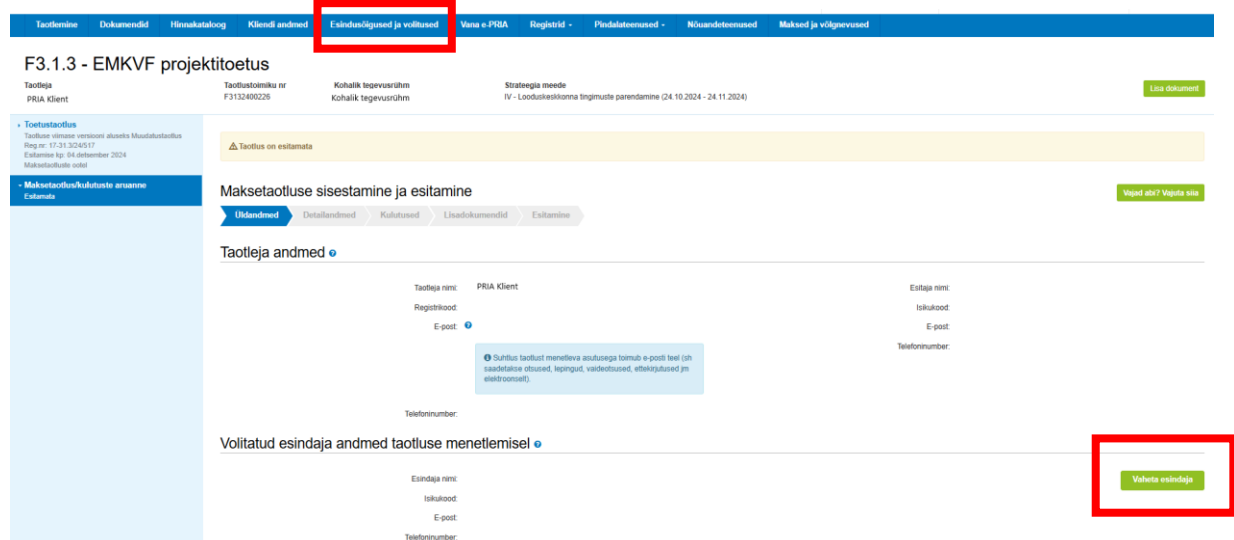 Taotlemine Dokumendid Hinnakataloog Kliendi andmed Esindusõigused ja volitused Vana e-PRIA Registrid - Pindalateenused - Nõuandeteenused Maksed ja võlgnevused
F3.1.3 - EMKVF projektitoetus
Taotleja Taotlustoimiku nr Kohalik tegevusrühm Strateegia meede
PRIA Klient F3132400226 Kohalik tegevusrühm IV - Looduskeskkonna tingimuste parendamine (24.10.2024 - 24.11.2024)
Lisa dokument
Toetustaotlus
Taotluse viimase versiooni aluseks Muudatustaotlus
Reg.nr: 17-31.3/24/517
Esitamise kp: 04.detsember 2024
Maksetaotluste ootel
- Maksetaotlus/kulutuste aruanne
Esitamata
Taotlus on esitamata
Maksetaotluse sisestamine ja esitamine
Vajad abi? Vajuta siia
Üldandmed Detailandmed Kulutused Lisadokumendid Esitamine
Taotleja andmed
Taotleja nimi: PRIA Klient
Registrikood:
E-post:
Suhtlus taotlust menetleva asutusega toimub e-posti teel (sh
saadetakse otsused, lepingud, vaideotsused, ettekirjutused jm
elektroonselt).
Telefoninumber:
Esitaja nimi:
Isikukood:
E-post:
Telefoninumber:
Volitatud esindaja andmed taotluse menetlemisel
Esindaja nimi:
Isikukood:
E-post:
Telefoninumber:
Vaheta esindaja